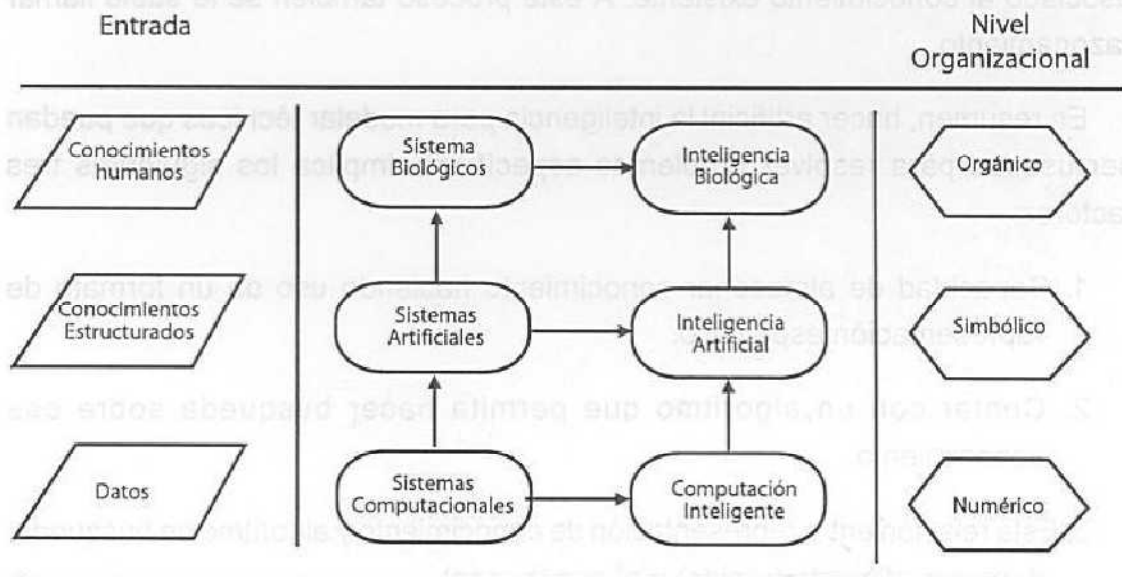 Entrada
Nivel
Organizacional
Conocimientos
humanos
Sistema
Biológicos
Inteligencia
Biológica
Orgánico
Conocimientos
Estructurados
Sistemas
Artificiales
Inteligencia
Artificial
Simbólico
Datos
Sistemas
Computacionales
Computación
Inteligente
Numérico